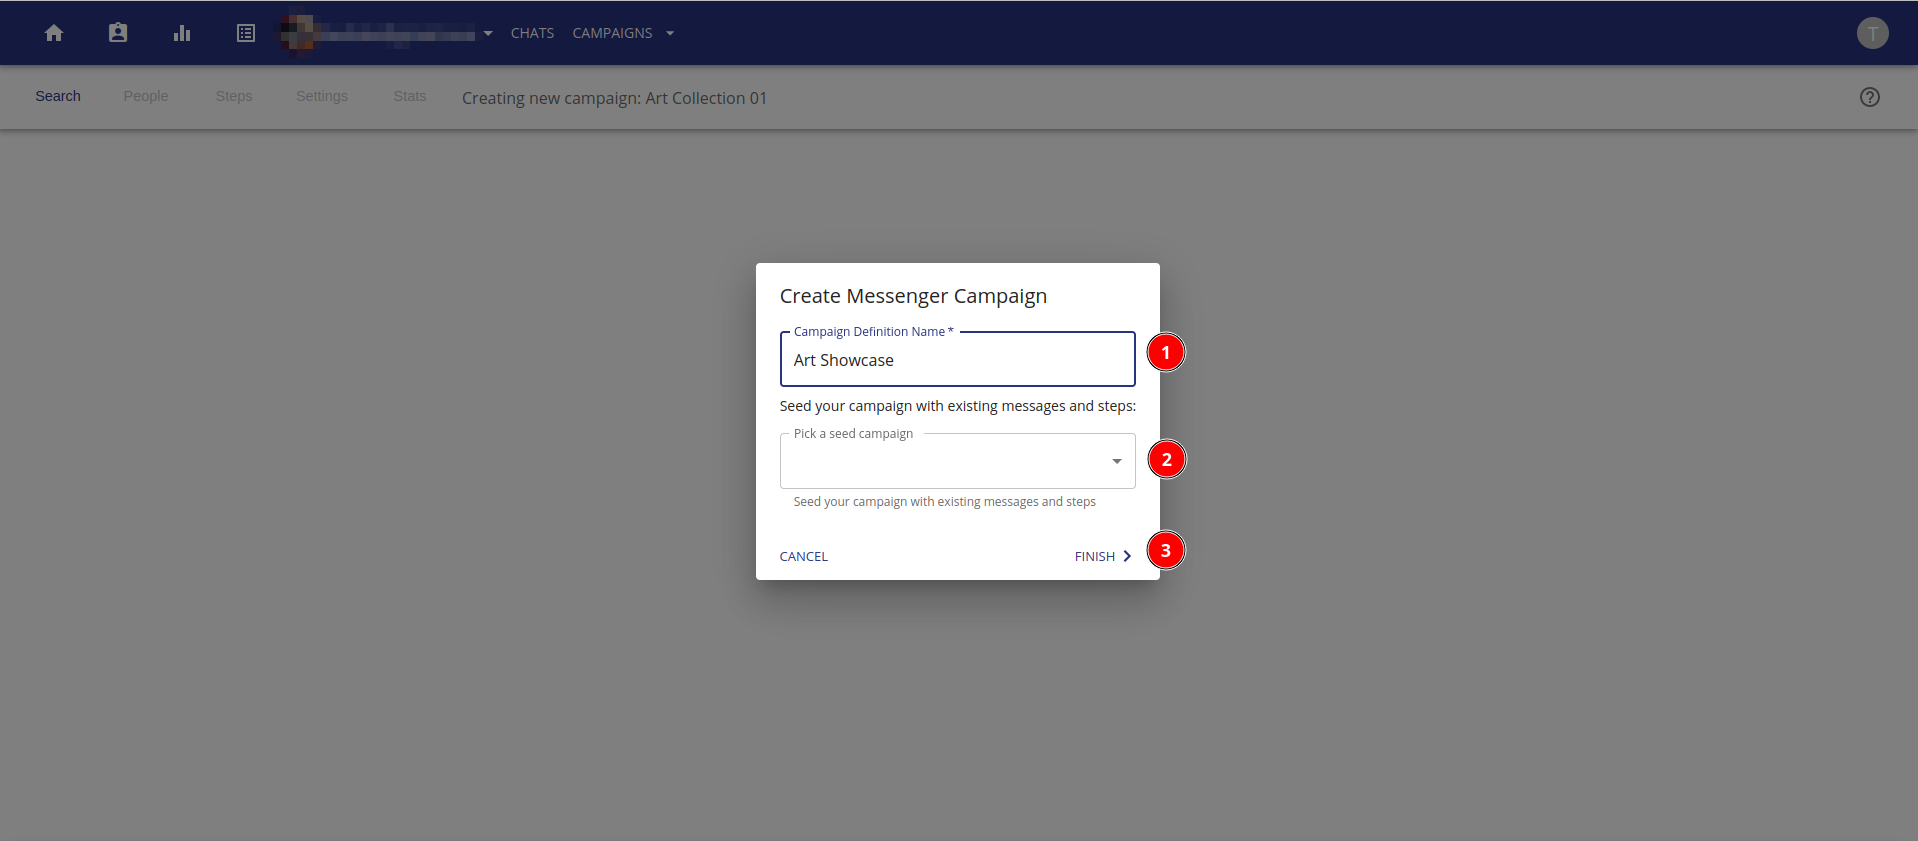 CHATS CAMPAIGNS T
Search People Steps Settings Stats Creating new campaign: Art Collection 01 ?
Create Messenger Campaign
Campaign Definition Name *
Art Showcase
1
Seed your campaign with existing messages and steps:
Pick a seed campaign
2
Seed your campaign with existing messages and steps
CANCEL FINISH
3